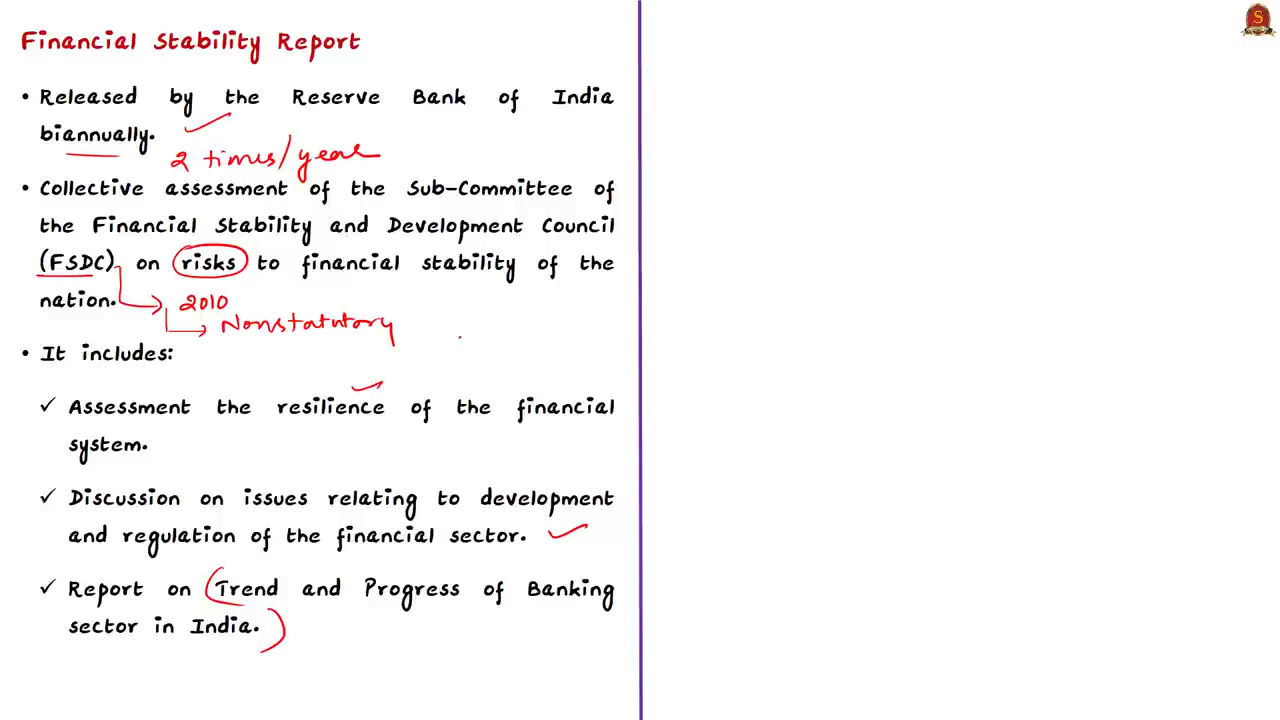 Financial Stability Report
• Released by the Reserve Bank of India
biannually.
2 times/year
• Collective assessment of the Sub-Committee of
the Financial Stability and Development Council
(FSDC) on risks to financial stability of the
nation.
2010
Nonstatutory
• It includes:
✓ Assessment the resilience of the financial
system.
✓ Discussion on issues relating to development
and regulation of the financial sector.
✓ Report on (Trend and Progress of Banking
sector in India.)
S